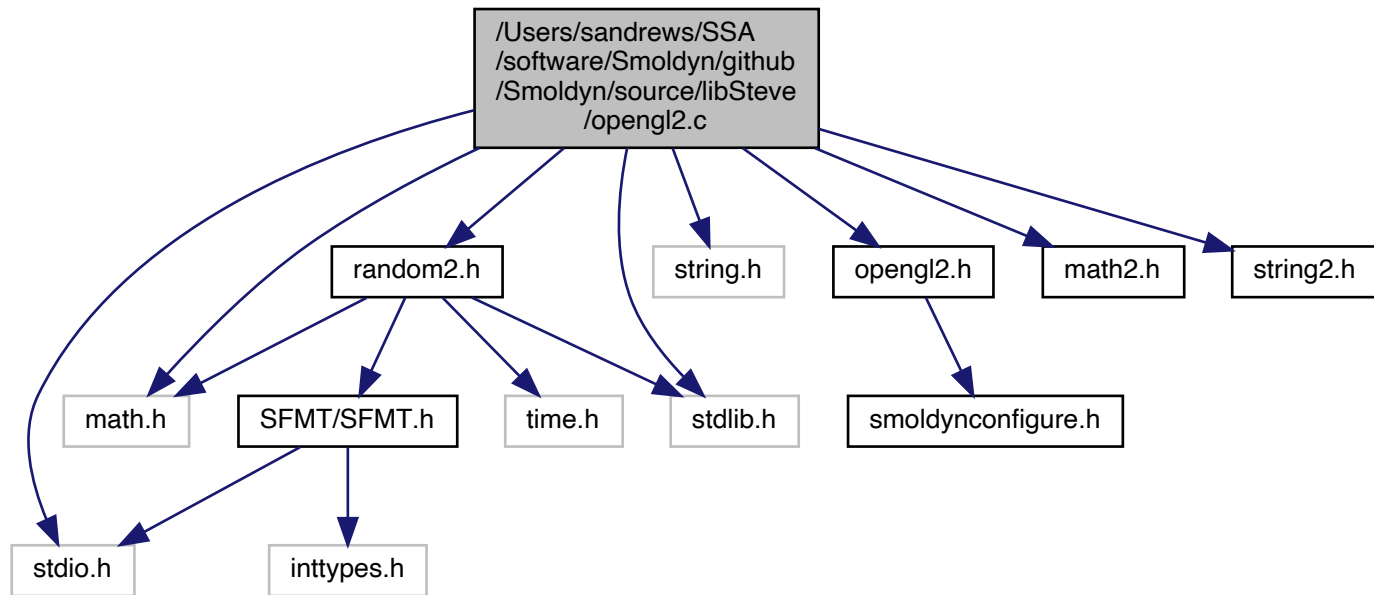 /Users/sandrews/SSA
/software/Smoldyn/github
/Smoldyn/source/libSteve
/opengl2.c
random2.h
string.h
opengl2.h
math2.h
string2.h
math.h
SFMT/SFMT.h
time.h
stdlib.h
smoldynconfigure.h
stdio.h
inttypes.h